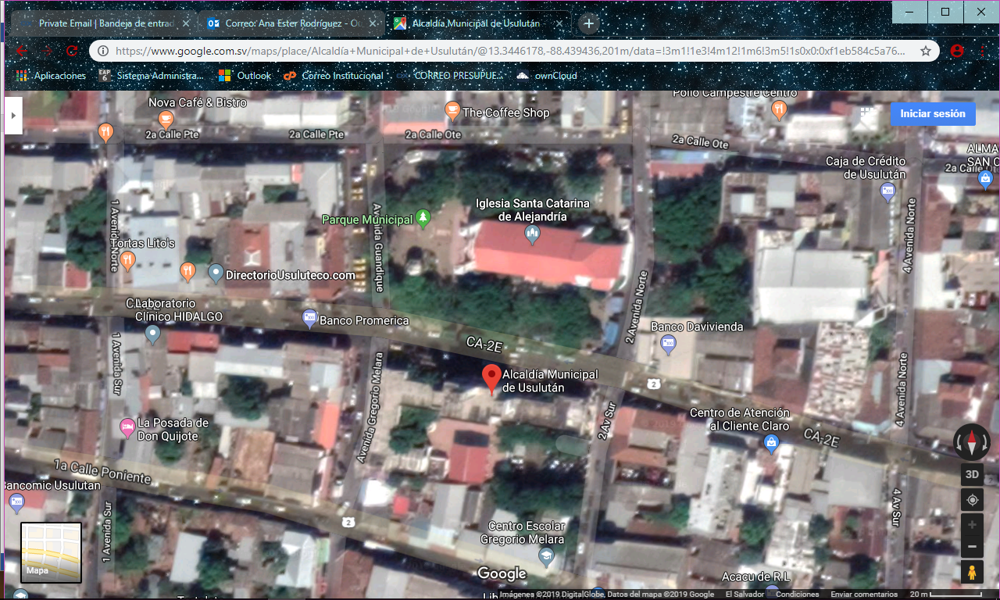 Private Email | Bandeja de entrad
Correo: Ana Ester Rodríguez - Ou
Alcaldía Municipal de Usulután
https://www.google.com.sv/maps/place/Alcaldía+Municipal+de+Usulután/@13.3446178,-88.439436,201m/data=!3m1!1e3!4m12!1m6!3m5!1s0x0:0xf1eb584c5a76...
Aplicaciones
EAP 6
Sistema Administra...
Outlook
Correo Institucional
CORREO PRESUPUE...
ownCloud
Nova Café & Bistro
The Coffee Shop
Pollo Campestre Centro
Iniciar sesión
2a Calle Pte
2a Calle Pte
2a Calle Ote
2a Calle Ote
ALMA
SAN C
2a Calle O
Caja de Crédito
de Usulután
Iglesia Santa Catarina
de Alejandría
Parque Municipal
1 Avenida Norte
Avenida Guandique
4 Avenida Norte
Tortas Lito's
DirectorioUsuluteco.com
2 Avenida Norte
Laboratorio
Clínico HIDALGO
Banco Promerica
Banco Davivienda
CA-2E
1 Avenida Sur
Avenida Gregorio Melara
Alcaldía Municipal
de Usulután
2
4 Avenida Norte
2 Av Sur
Centro de Atención
al Cliente Claro
CA-2E
La Posada de
Don Quijote
1a Calle Poniente
3D
Bancomic Usulutan
1 Avenida Sur
2
4 Av Sur
Centro Escolar
Gregorio Melara
Mapa
Google
Acacu de R.L
Imágenes ©2019 DigitalGlobe, Datos del mapa ©2019 Google
El Salvador
Condiciones
Enviar comentarios
20 m